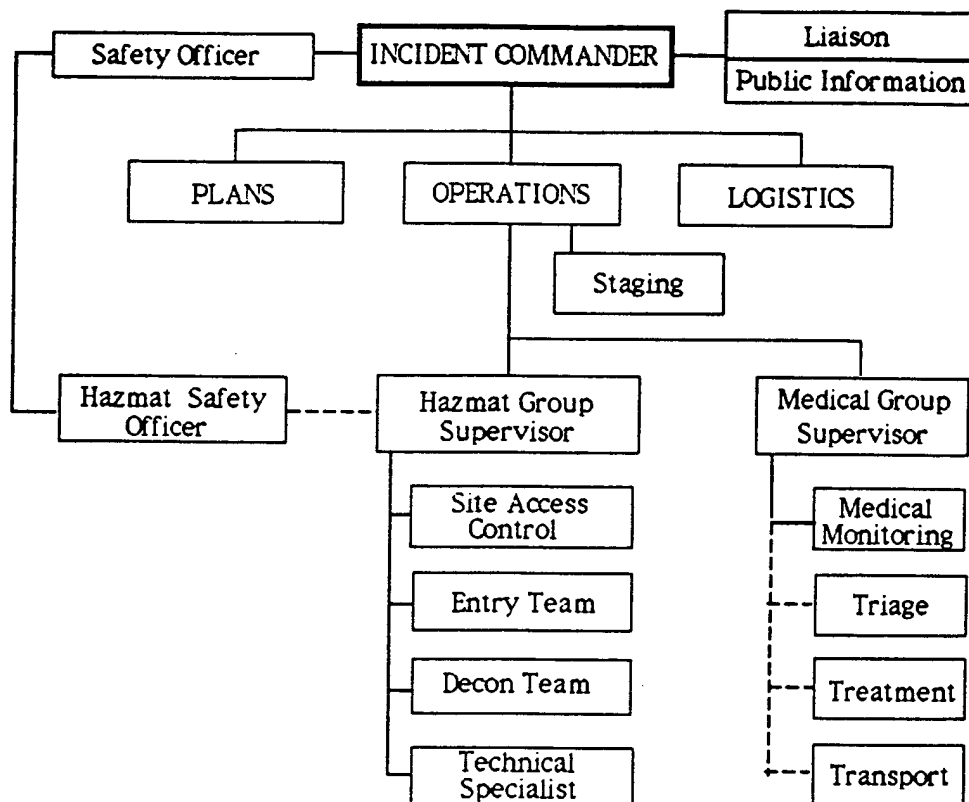 Safety Officer
INCIDENT COMMANDER
Liaison
Public Information
PLANS
OPERATIONS
LOGISTICS
Staging
Hazmat Safety
Officer
Hazmat Group
Supervisor
Medical Group
Supervisor
Site Access
Control
Entry Team
Decon Team
Technical
Specialist
Medical
Monitoring
Triage
Treatment
Transport